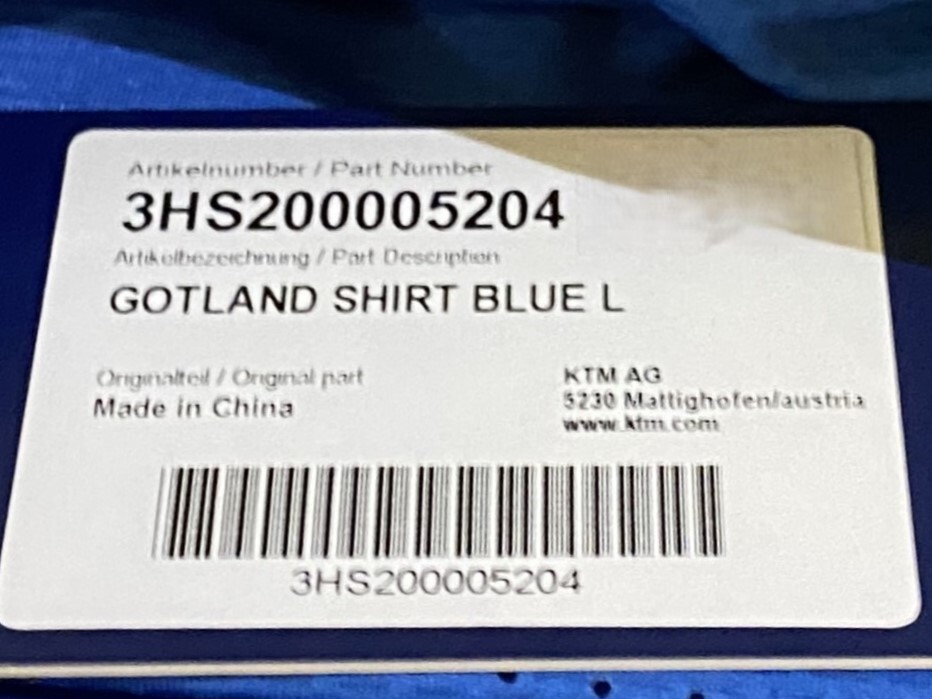 Artikelnumber / Part Number
3HS200005204
Artikelbezeichnung / Part Description
GOTLAND SHIRT BLUE L
Originalteil / Original part
Made in China
KTM AG
5230 Mattighofen/austria
www.ktm.com
3HS200005204